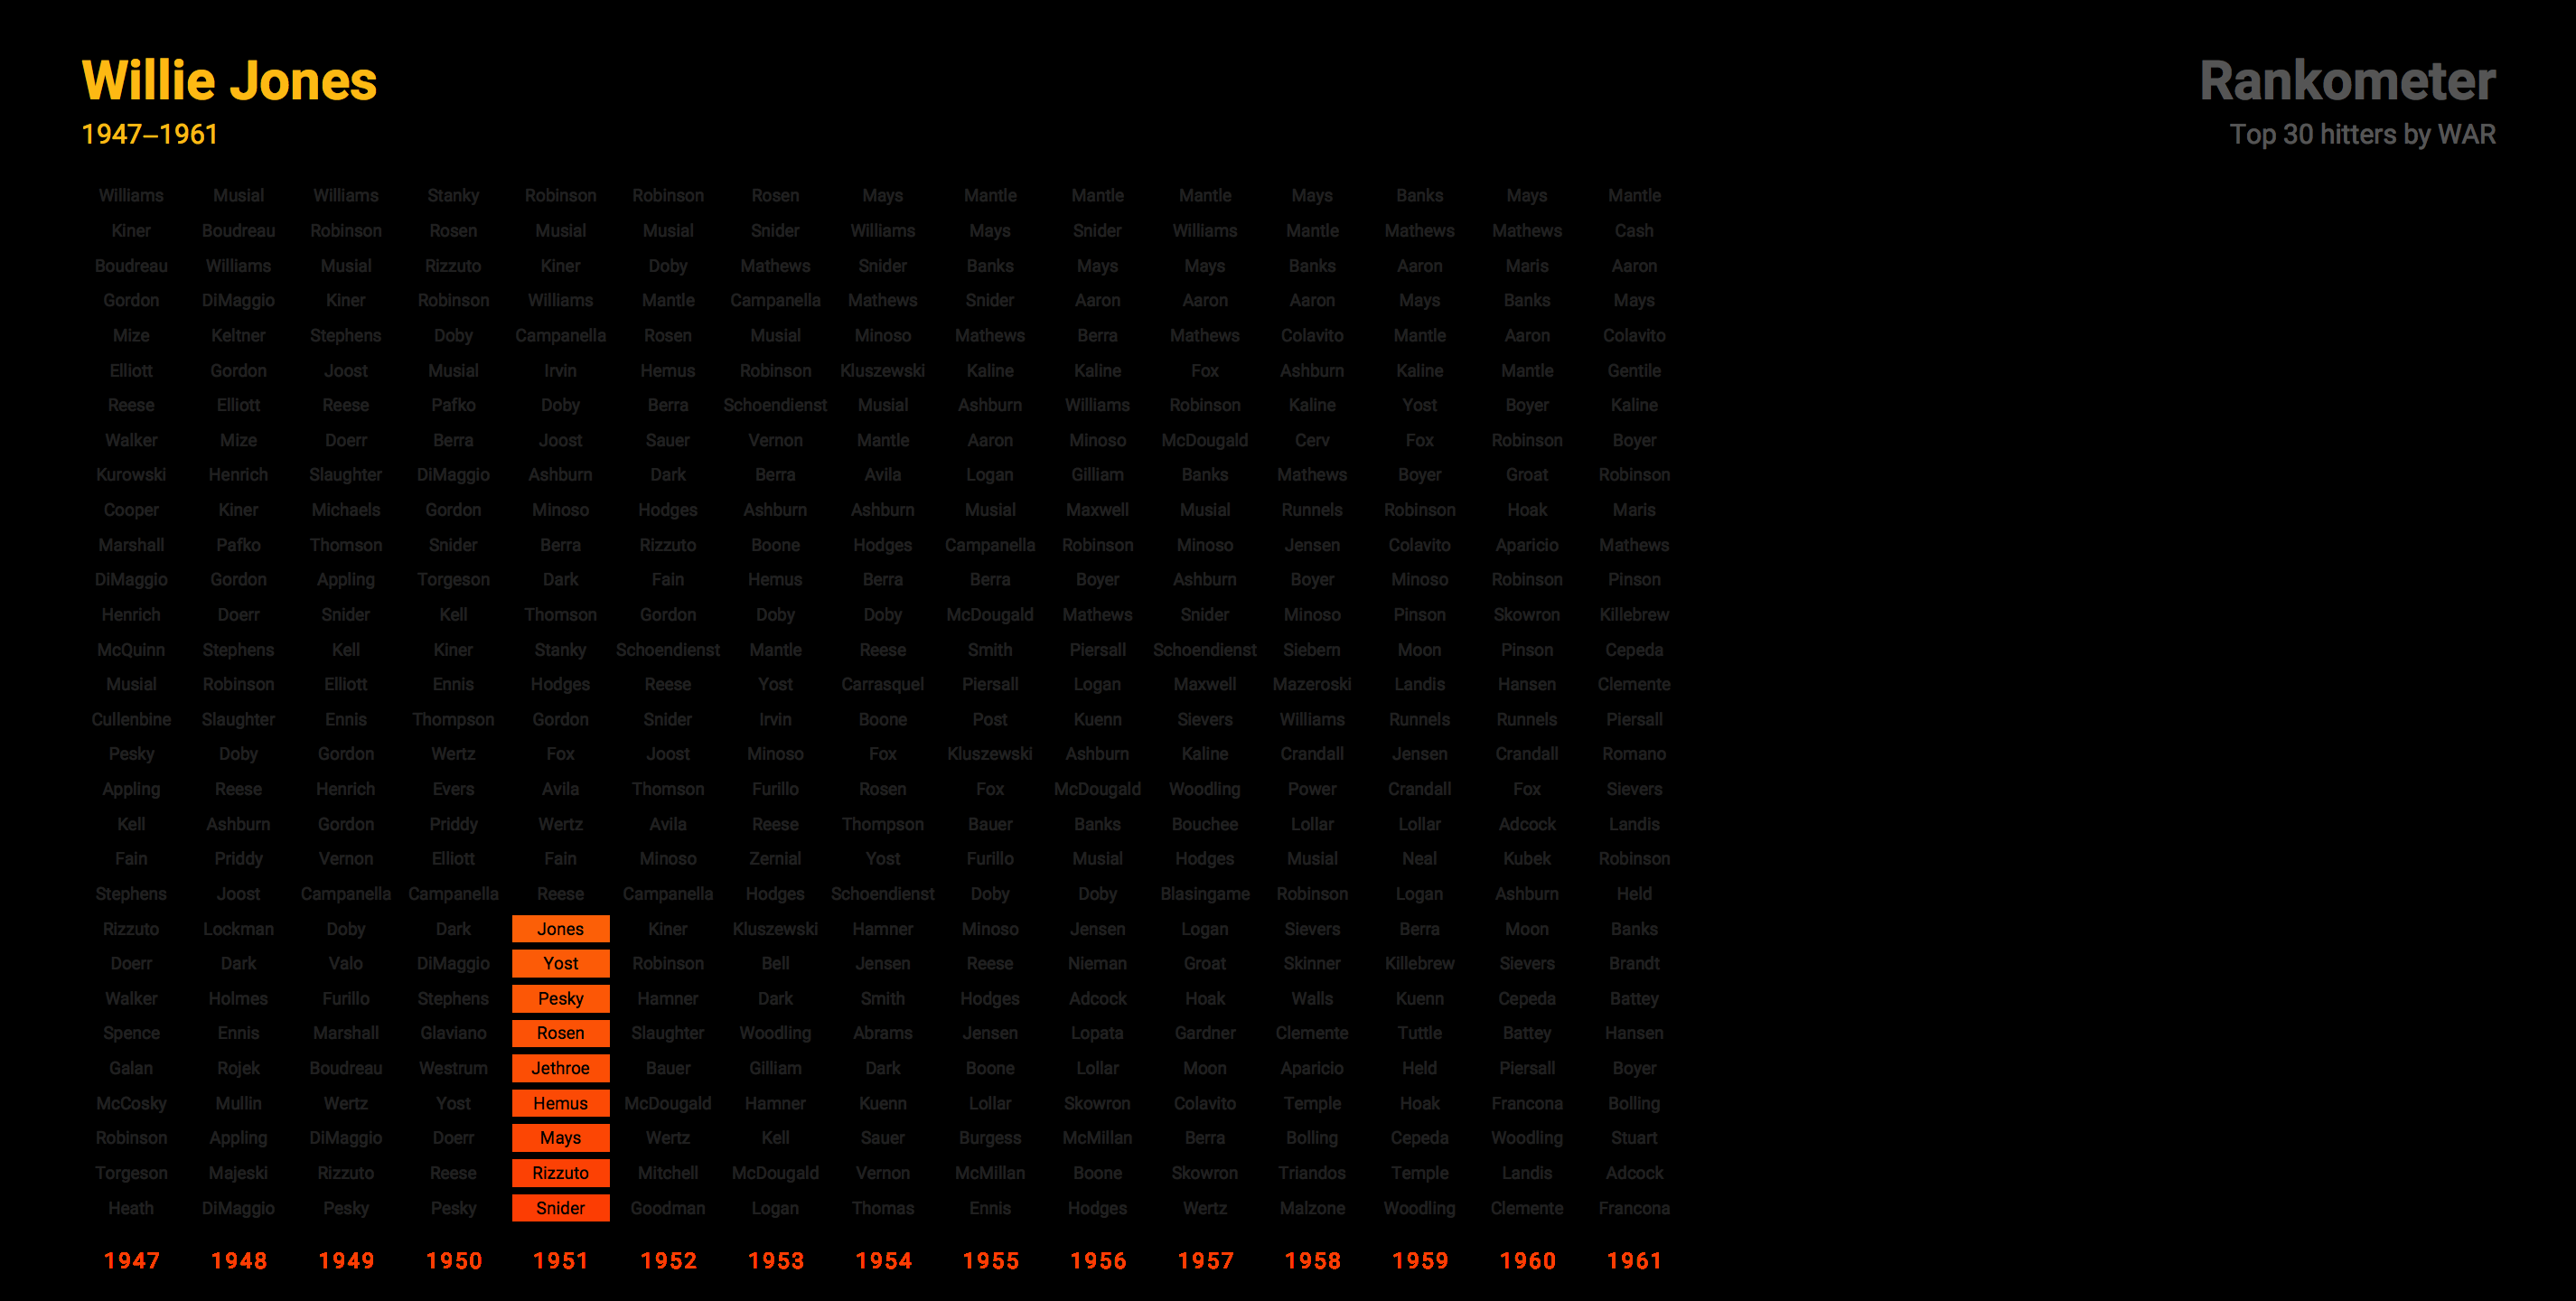 Willie Jones
1947–1961
Rankometer
Top 30 hitters by WAR
Williams Musial Williams Stanky Robinson Robinson Rosen Mays Mantle Mantle Mantle Mays Banks Mays Mantle
Kiner Boudreau Robinson Rosen Musial Musial Snider Williams Mays Snider Williams Mantle Mathews Mathews Cash
Boudreau Williams Musial Rizzuto Kiner Doby Mathews Snider Banks Mays Mays Banks Aaron Maris Aaron
Gordon DiMaggio Kiner Robinson Williams Mantle Campanella Mathews Snider Aaron Aaron Aaron Mays Banks Mays
Mize Keltner Stephens Doby Campanella Rosen Musial Minoso Mathews Berra Mathews Colavito Mantle Aaron Colavito
Elliott Gordon Joost Musial Irvin Hemus Robinson Kluszewski Kaline Kaline Fox Ashburn Kaline Mantle Gentile
Reese Elliott Reese Pafko Doby Berra Schoendienst Musial Ashburn Williams Robinson Kaline Yost Boyer Kaline
Walker Mize Doerr Berra Joost Sauer Vernon Mantle Aaron Minoso McDougald Cerv Fox Robinson Boyer
Kurowski Henrich Slaughter DiMaggio Ashburn Dark Berra Avila Logan Gilliam Banks Mathews Boyer Groat Robinson
Cooper Kiner Michaels Gordon Minoso Hodges Ashburn Ashburn Musial Maxwell Musial Runnels Robinson Hoak Maris
Marshall Pafko Thomson Snider Berra Rizzuto Boone Hodges Campanella Robinson Minoso Jensen Colavito Aparicio Mathews
DiMaggio Gordon Appling Torgeson Dark Fain Hemus Berra Berra Boyer Ashburn Boyer Minoso Robinson Pinson
Henrich Doerr Snider Kell Thomson Gordon Doby Doby McDougald Mathews Snider Minoso Pinson Skowron Killebrew
McQuinn Stephens Kell Kiner Stanky Schoendienst Mantle Reese Smith Piersall Schoendienst Siebern Moon Pinson Cepeda
Musial Robinson Elliott Ennis Hodges Reese Yost Carrasquel Piersall Logan Maxwell Mazeroski Landis Hansen Clemente
Cullenbine Slaughter Ennis Thompson Gordon Snider Irvin Boone Post Kuenn Sievers Williams Runnels Runnels Piersall
Pesky Doby Gordon Wertz Fox Joost Minoso Fox Kluszewski Ashburn Kaline Crandall Jensen Crandall Romano
Appling Reese Henrich Evers Avila Thomson Furillo Rosen Fox McDougald Woodling Power Crandall Fox Sievers
Kell Ashburn Gordon Priddy Wertz Avila Reese Thompson Bauer Banks Bouchee Lollar Lollar Adcock Landis
Fain Priddy Vernon Elliott Fain Minoso Zernial Yost Furillo Musial Hodges Musial Neal Kubek Robinson
Stephens Joost Campanella Campanella Reese Campanella Hodges Schoendienst Doby Doby Blasingame Robinson Logan Ashburn Held
Rizzuto Lockman Doby Dark Jones Kiner Kluszewski Hamner Minoso Jensen Logan Sievers Berra Moon Banks
Doerr Dark Valo DiMaggio Yost Robinson Bell Jensen Reese Nieman Groat Skinner Killebrew Sievers Brandt
Walker Holmes Furillo Stephens Pesky Hamner Dark Smith Hodges Adcock Hoak Walls Kuenn Cepeda Battey
Spence Ennis Marshall Glaviano Rosen Slaughter Woodling Abrams Jensen Lopata Gardner Clemente Tuttle Battey Hansen
Galan Rojek Boudreau Westrum Jethroe Bauer Gilliam Dark Boone Lollar Moon Aparicio Held Piersall Boyer
McCosky Mullin Wertz Yost Hemus McDougald Hamner Kuenn Lollar Skowron Colavito Temple Hoak Francona Bolling
Robinson Appling DiMaggio Doerr Mays Wertz Kell Sauer Burgess McMillan Berra Bolling Cepeda Woodling Stuart
Torgeson Majeski Rizzuto Reese Rizzuto Mitchell McDougald Vernon McMillan Boone Skowron Triandos Temple Landis Adcock
Heath DiMaggio Pesky Pesky Snider Goodman Logan Thomas Ennis Hodges Wertz Malzone Woodling Clemente Francona
1947 1948 1949 1950 1951 1952 1953 1954 1955 1956 1957 1958 1959 1960 1961